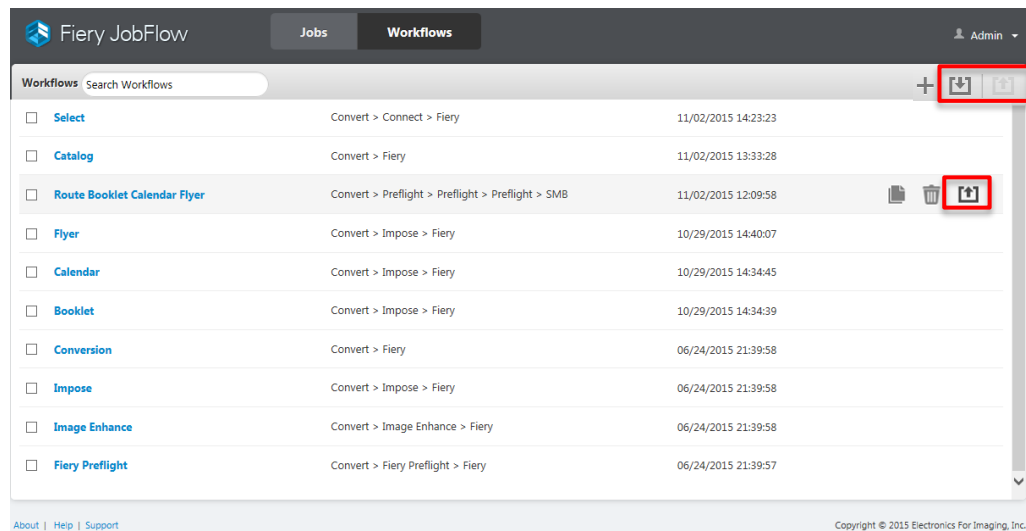 Fiery JobFlow Jobs Workflows Admin
Workflows Search Workflows
Select Convert > Connect > Fiery 11/02/2015 14:23:23
Catalog Convert > Fiery 11/02/2015 13:33:28
Route Booklet Calendar Flyer Convert > Preflight > Preflight > Preflight > SMB 11/02/2015 12:09:58
Flyer Convert > Impose > Fiery 10/29/2015 14:40:07
Calendar Convert > Impose > Fiery 10/29/2015 14:34:45
Booklet Convert > Impose > Fiery 10/29/2015 14:34:39
Conversion Convert > Fiery 06/24/2015 21:39:58
Impose Convert > Impose > Fiery 06/24/2015 21:39:58
Image Enhance Convert > Image Enhance > Fiery 06/24/2015 21:39:58
Fiery Preflight Convert > Fiery Preflight > Fiery 06/24/2015 21:39:57
About | Help | Support Copyright © 2015 Electronics For Imaging, Inc.